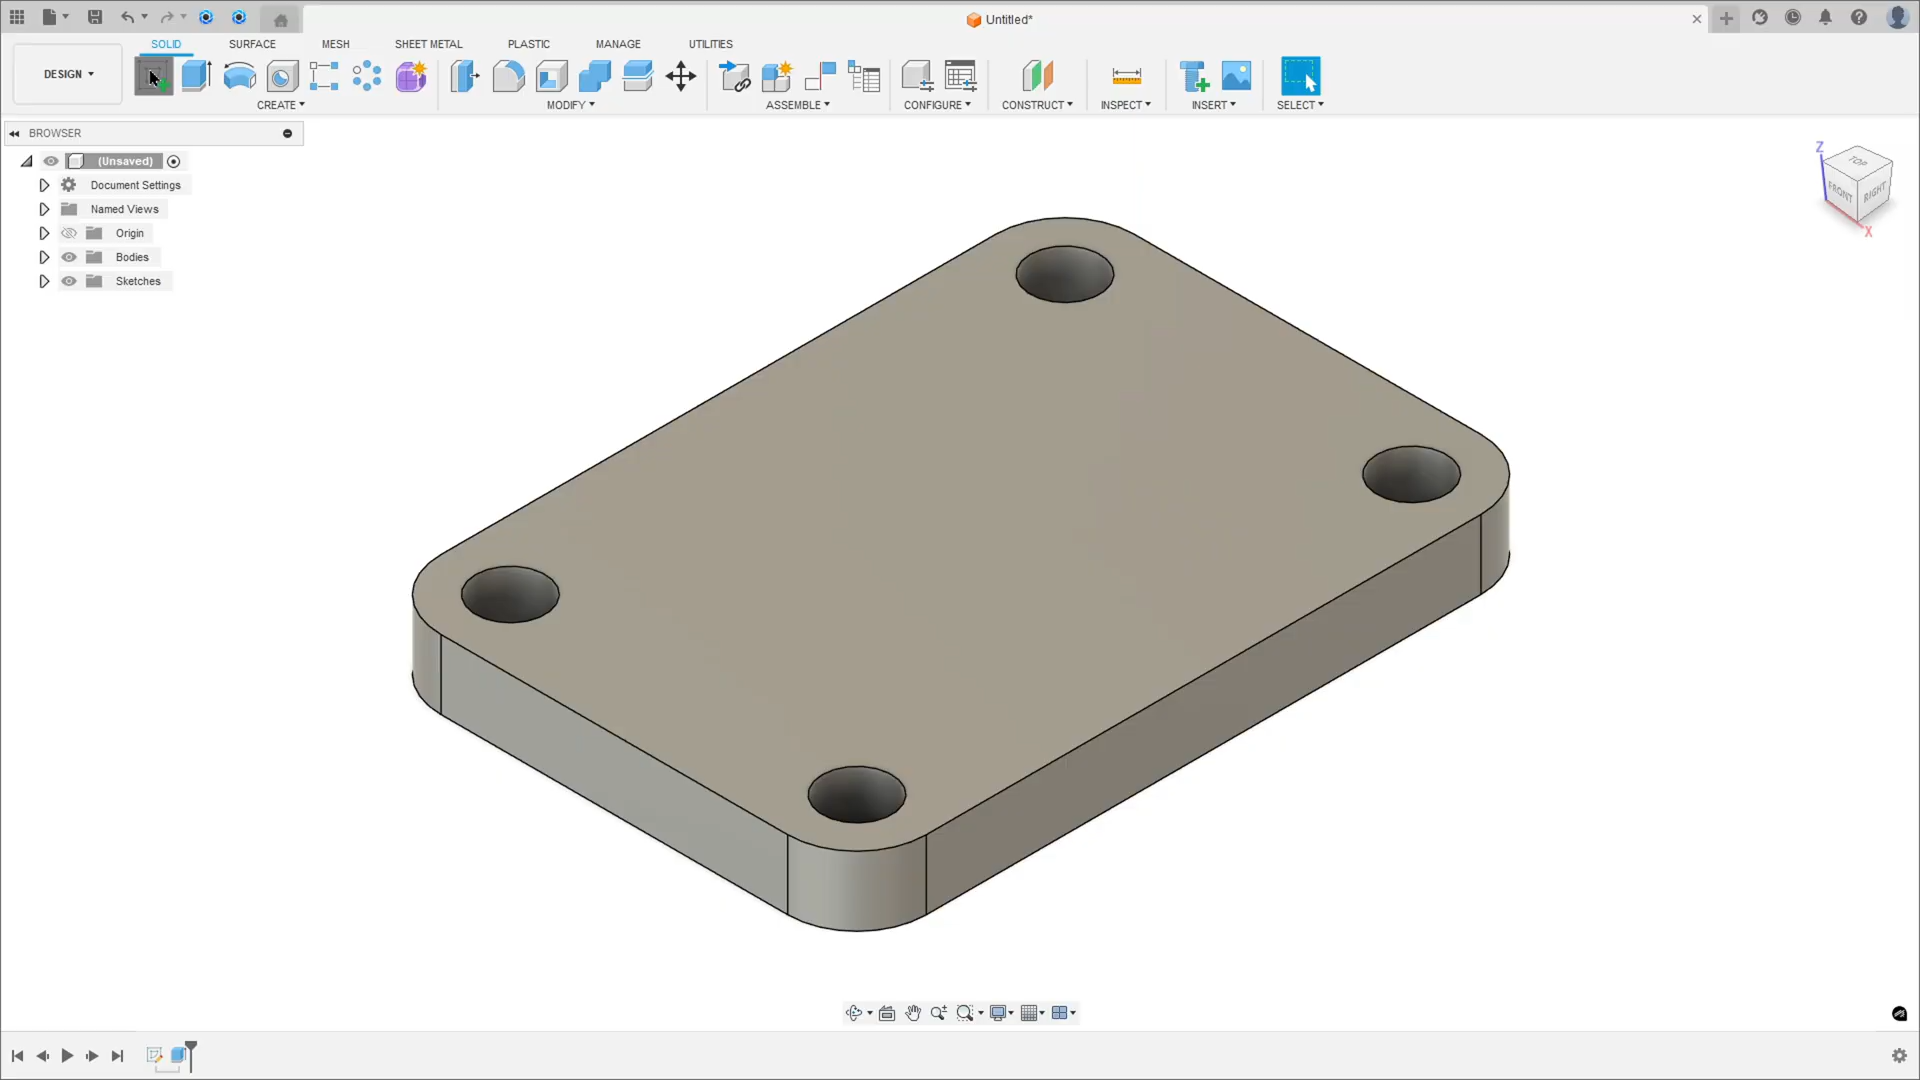 Untitled*
DESIGN
SOLID SURFACE MESH SHEET METAL PLASTIC MANAGE UTILITIES
CREATE MODIFY ASSEMBLE CONFIGURE CONSTRUCT INSPECT INSERT SELECT
BROWSER
(Unsaved)
Document Settings
Named Views
Origin
Bodies
Sketches
Z
TOP
FRONT RIGHT
X